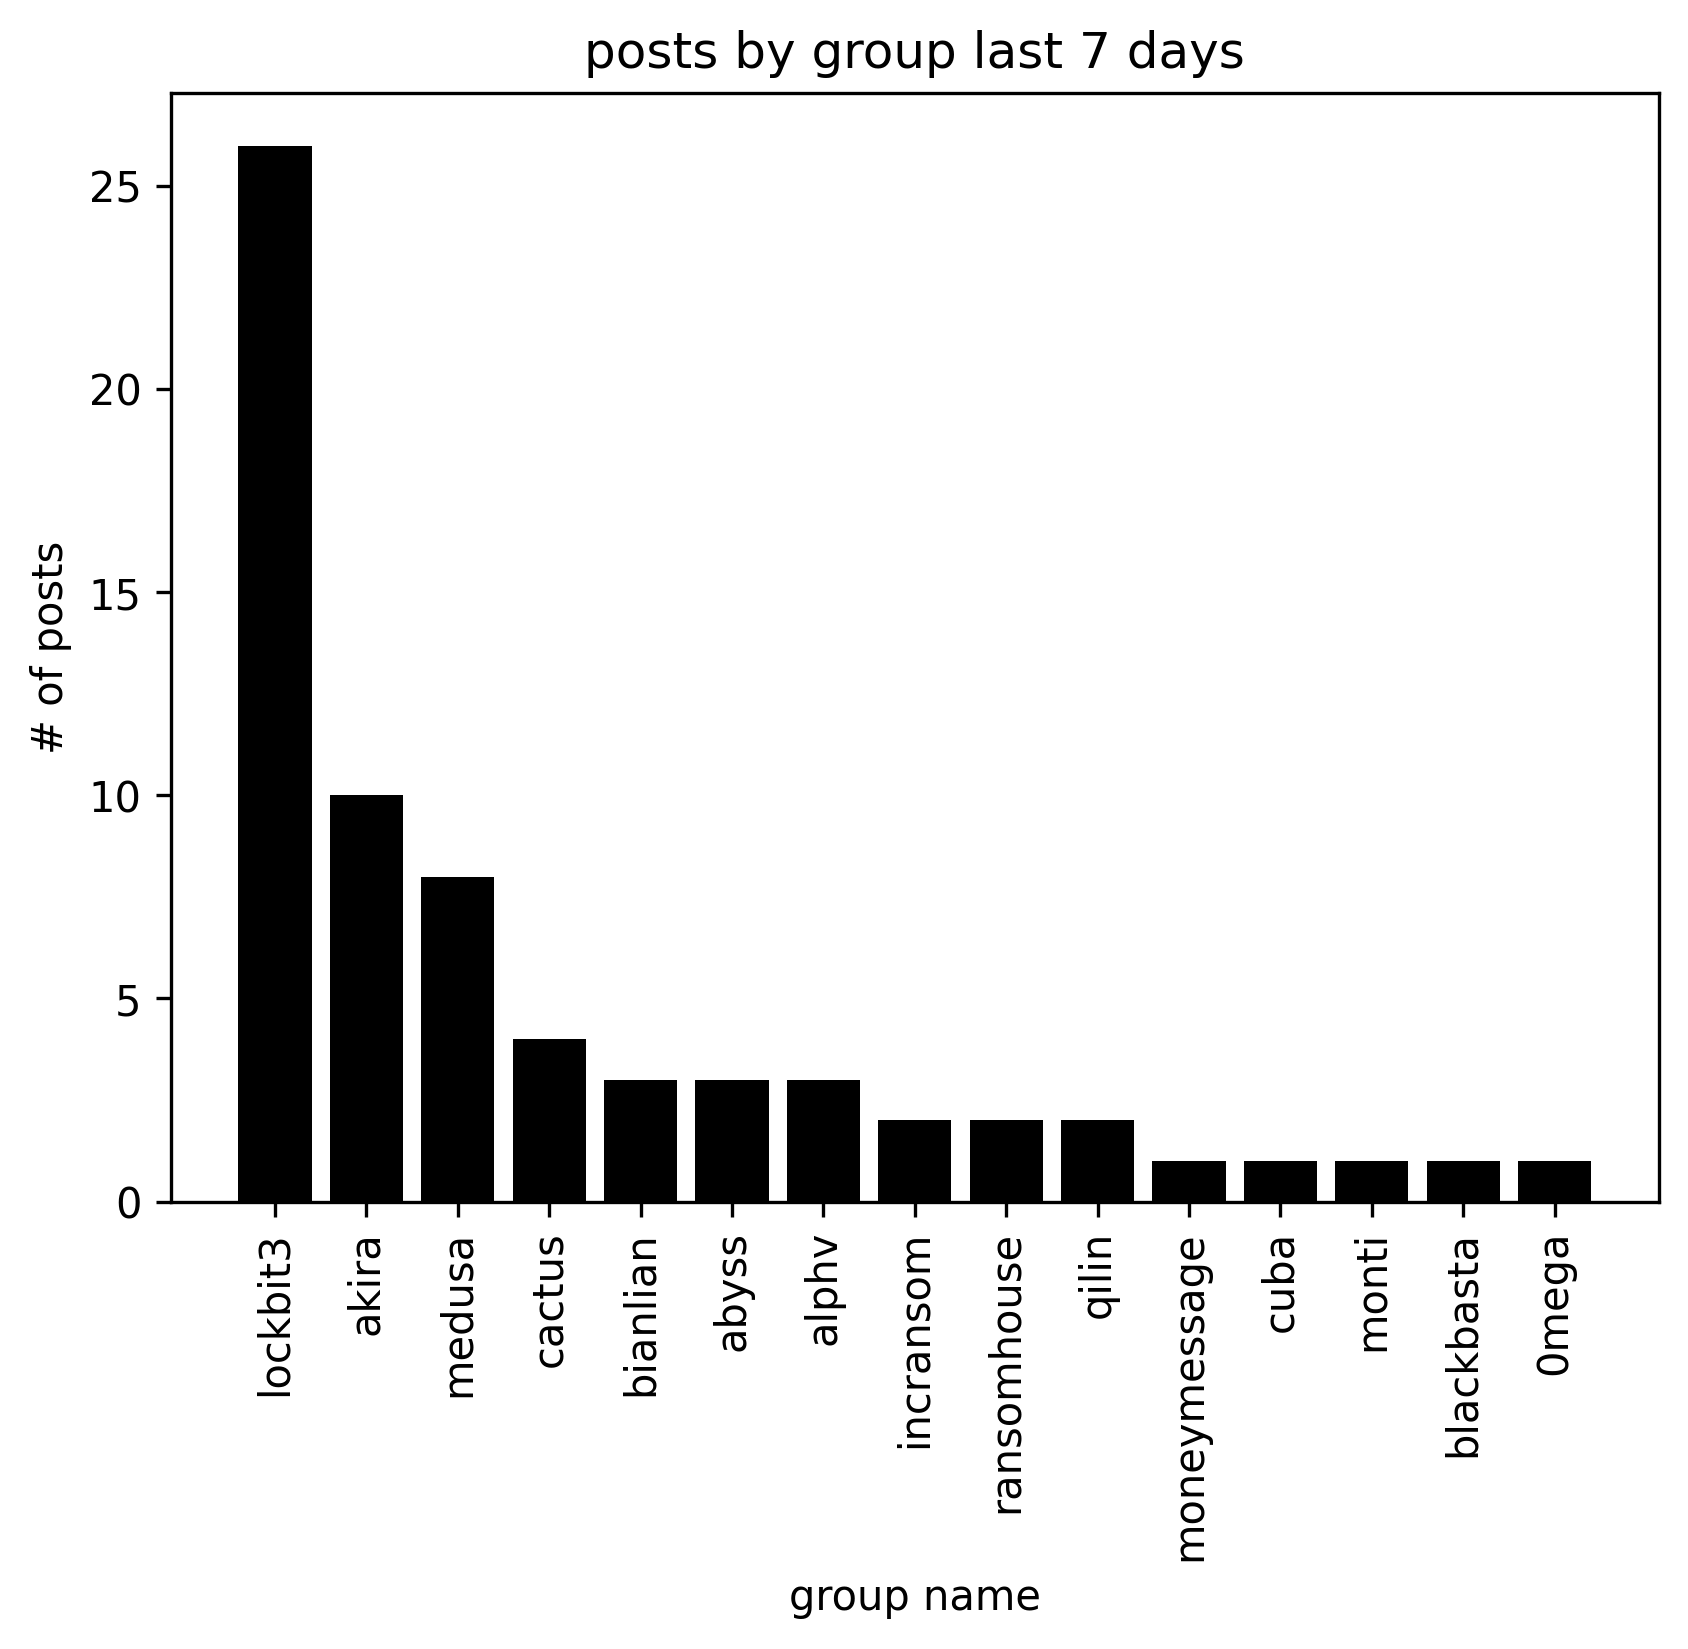 posts by group last 7 days
# of posts
25
20
15
10
5
0
lockbit3
akira
medusa
cactus
bianlian
abyss
alphv
incransom
ransomhouse
qilin
moneymessage
cuba
monti
blackbasta
0mega
group name